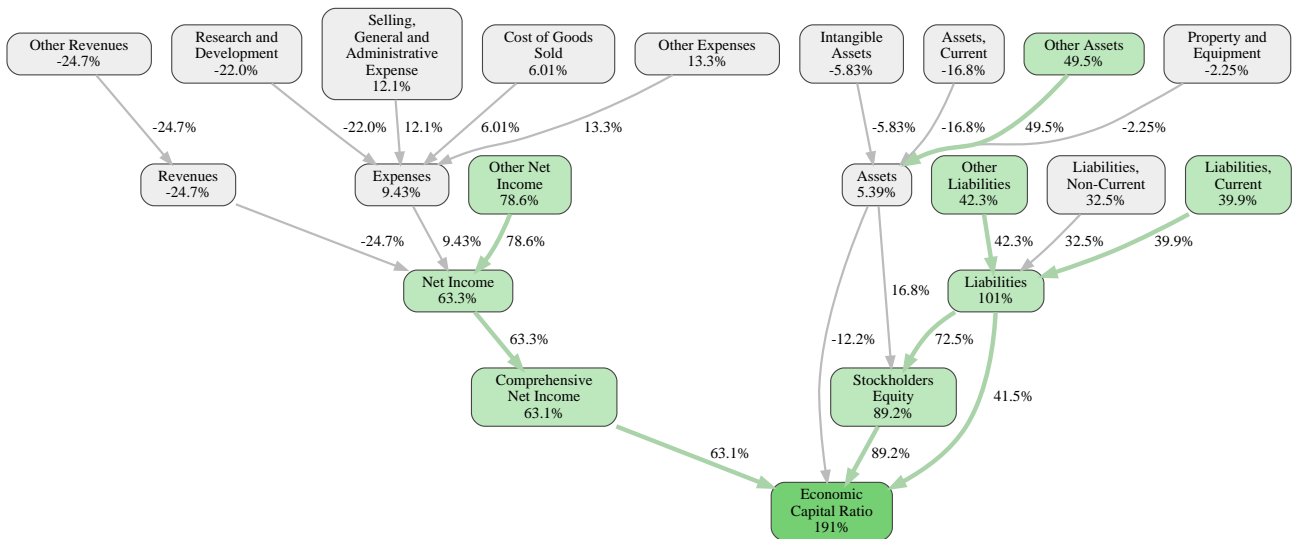 Other Revenues
-24.7%
Research and
Development
-22.0%
Selling,
General and
Administrative
Expense
12.1%
Cost of Goods
Sold
6.01%
Other Expenses
13.3%
Intangible
Assets
-5.83%
Assets,
Current
-16.8%
Other Assets
49.5%
Property and
Equipment
-2.25%
-24.7%
-22.0%
12.1%
6.01%
13.3%
-5.83%
-16.8%
49.5%
-2.25%
Revenues
-24.7%
Expenses
9.43%
Other Net
Income
78.6%
Assets
5.39%
Other
Liabilities
42.3%
Liabilities,
Non-Current
32.5%
Liabilities,
Current
39.9%
-24.7%
9.43%
78.6%
42.3%
32.5%
39.9%
Net Income
63.3%
Liabilities
101%
16.8%
63.3%
-12.2%
72.5%
Comprehensive
Net Income
63.1%
Stockholders
Equity
89.2%
41.5%
63.1%
89.2%
Economic
Capital Ratio
191%